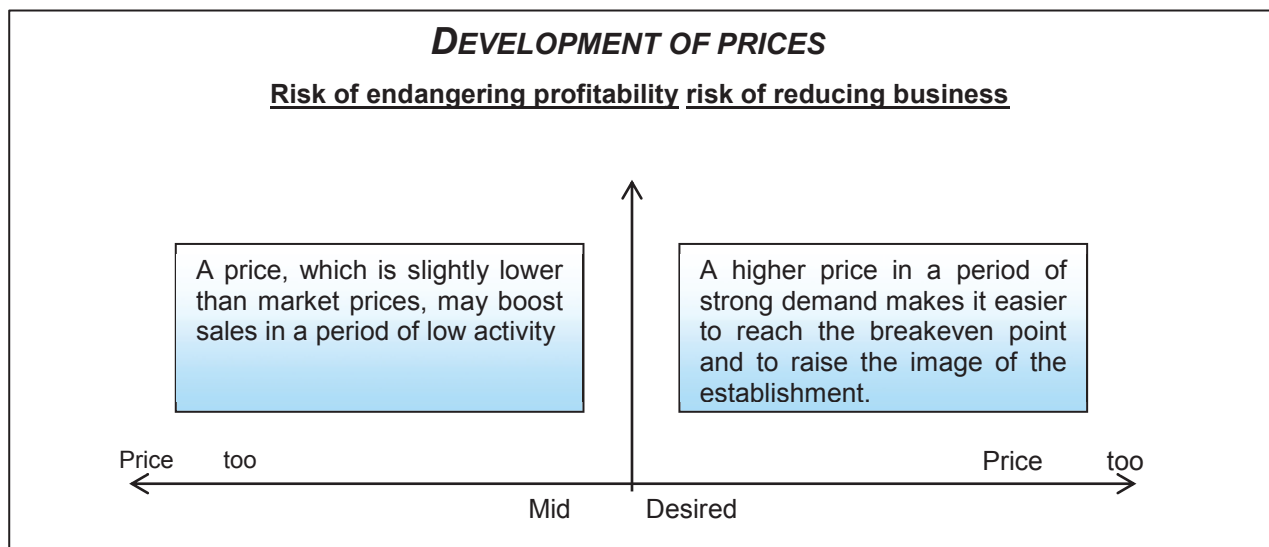 DEVELOPMENT OF PRICES
Risk of endangering profitability risk of reducing business
A price, which is slightly lower
than market prices, may boost
sales in a period of low activity
A higher price in a period of
strong demand makes it easier
to reach the breakeven point
and to raise the image of the
establishment.
Price too
Price too
Mid Desired